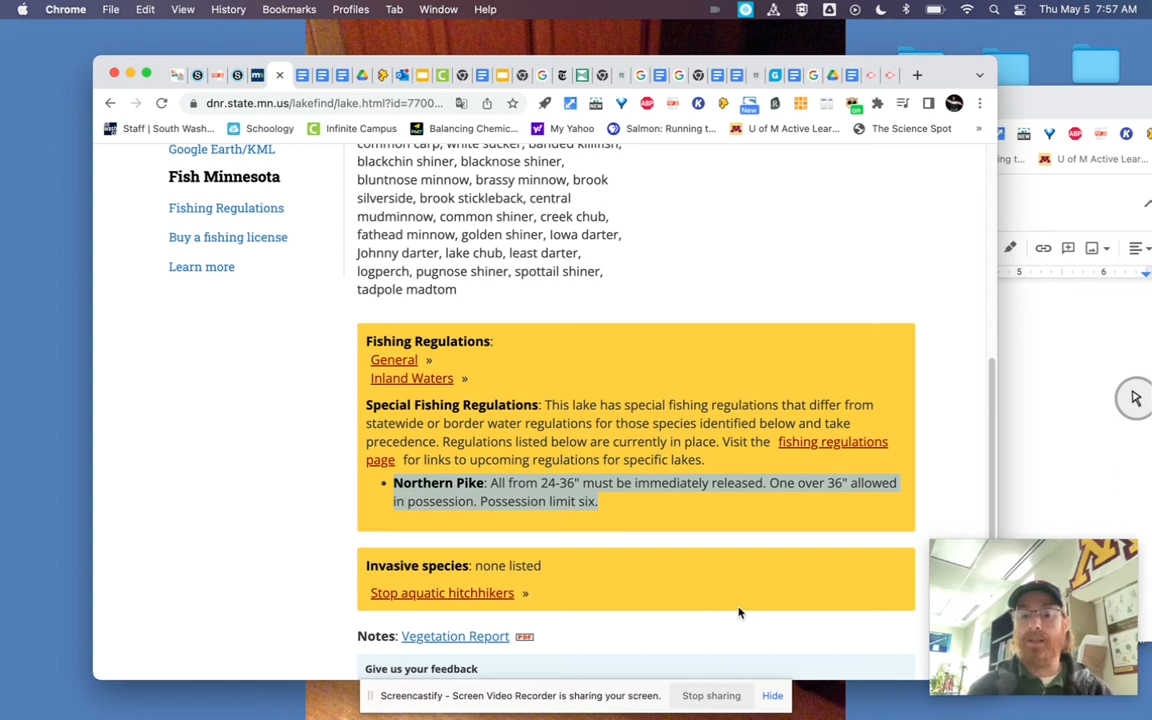 Chrome File Edit View History Bookmarks Profiles Tab Window Help Thu May 5 7:57 AM
dnr.state.mn.us/lakefind/lake.html?id=7700... New on
Staff | South Wash... Schoology Infinite Campus Balancing Chemic... My Yahoo Salmon: Running t... U of M Active Lear... The Science Spot »
ng t... U of M Active Lear...
Google Earth/KML
Fish Minnesota
Fishing Regulations
Buy a fishing license
Learn more
common carp, white sucker, banded killifish,
blackchin shiner, blacknose shiner,
bluntnose minnow, brassy minnow, brook
silverside, brook stickleback, central
mudminnow, common shiner, creek chub,
fathead minnow, golden shiner, Iowa darter,
Johnny darter, lake chub, least darter,
logperch, pugnose shiner, spottail shiner,
tadpole madtom
5 6
Fishing Regulations:
General »
Inland Waters »
Special Fishing Regulations: This lake has special fishing regulations that differ from
statewide or border water regulations for those species identified below and take
precedence. Regulations listed below are currently in place. Visit the fishing regulations
page for links to upcoming regulations for specific lakes.
• Northern Pike: All from 24-36" must be immediately released. One over 36" allowed
in possession. Possession limit six.
Invasive species: none listed
Stop aquatic hitchhikers »
Notes: Vegetation Report PDF
Give us your feedback
Screencastify - Screen Video Recorder is sharing your screen. Stop sharing Hide